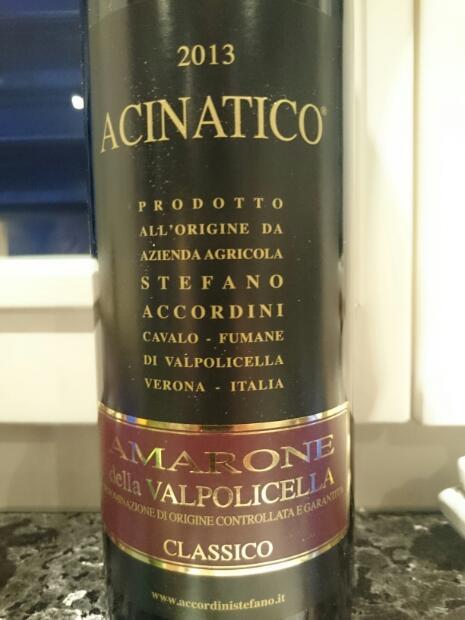 2013
ACINATICO®
PRODOTTO
ALL'ORIGINE DA
AZIENDA AGRICOLA
STEFANO
ACCORDINI
CAVALO - FUMANE
DI VALPOLICELLA
VERONA - ITALIA
AMARONE
della VALPOLICELLA
DENOMINAZIONE DI ORIGINE CONTROLLATA E GARANTITA
CLASSICO
www.accordinistefano.it